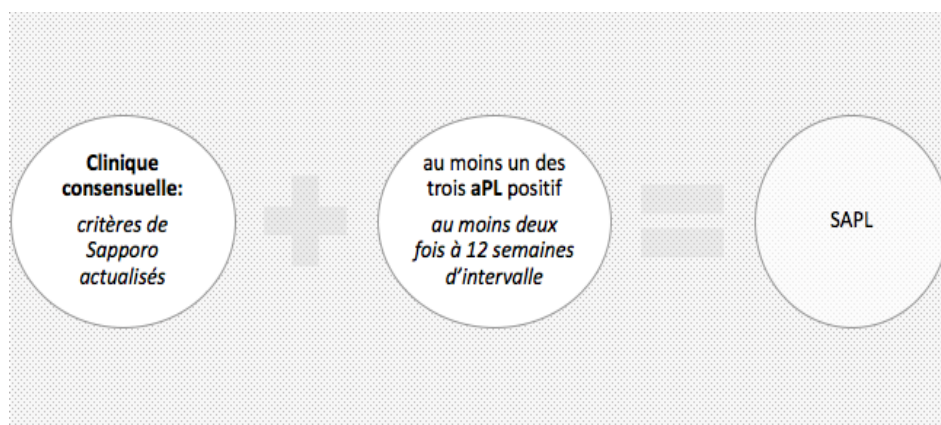 Clinique
consensuelle:
critères de
Sapporo
actualisés
au moins un des
trois aPL positif
au moins deux
fois à 12 semaines
d'intervalle
SAPL